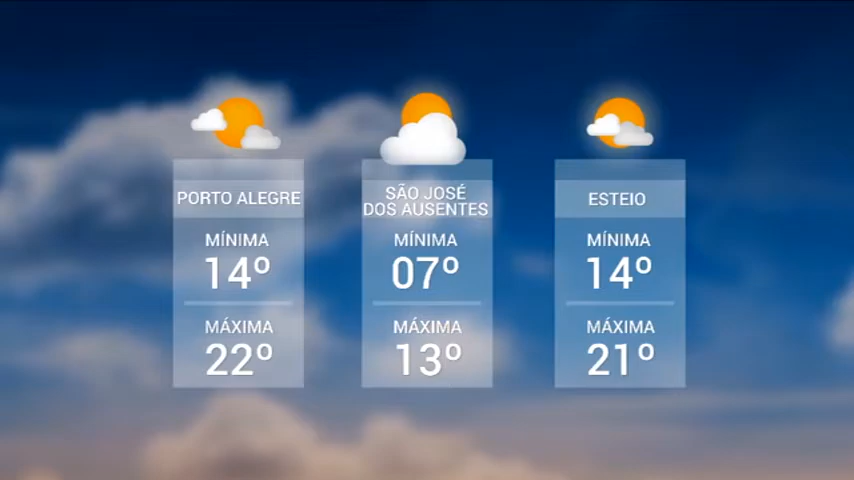 PORTO ALEGRE
MÍNIMA
14º
MÁXIMA
22º
SÃO JOSÉ
DOS AUSENTES
MÍNIMA
07º
MÁXIMA
13º
ESTEIO
MÍNIMA
14º
MÁXIMA
21º